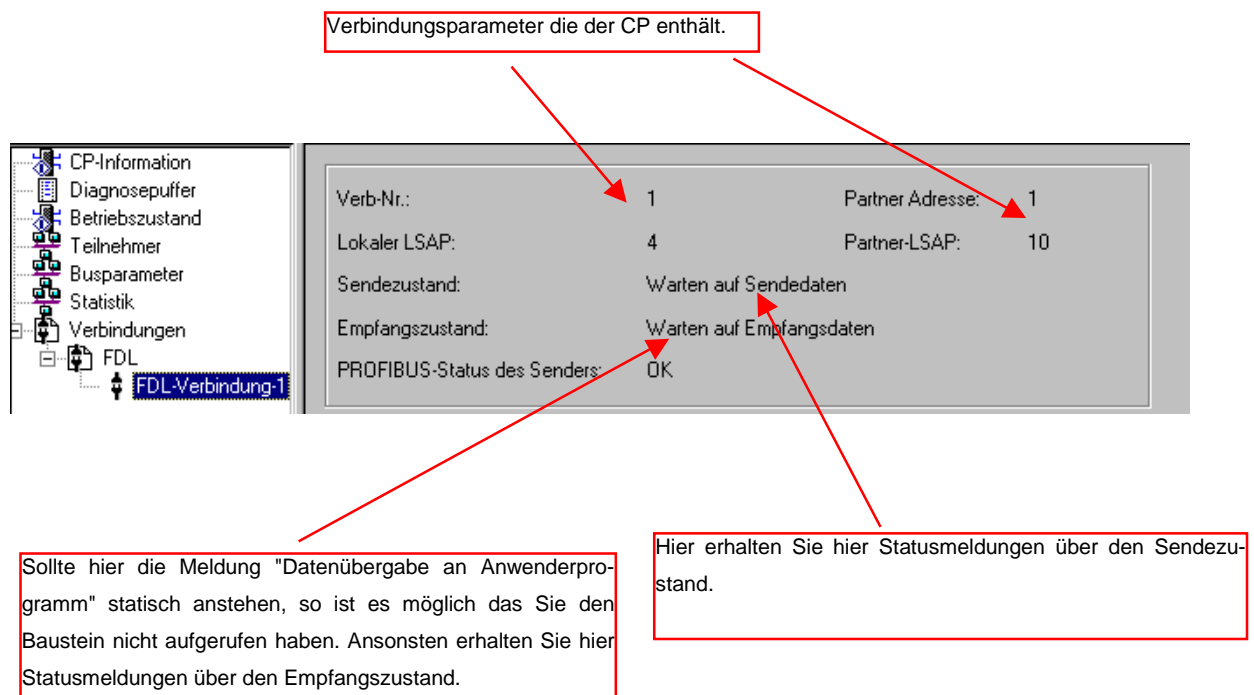 Verbindungsparameter die der CP enthält.
CP-Information
Diagnosepuffer
Betriebszustand
Teilnehmer
Busparameter
Statistik
Verbindungen
FDL
FDL-Verbindung-1
Verb-Nr.: 1 Partner Adresse: 1
Lokaler LSAP: 4 Partner-LSAP: 10
Sendezustand: Warten auf Sendedaten
Empfangszustand: Warten auf Empfangsdaten
PROFIBUS-Status des Senders: OK
Sollte hier die Meldung "Datenübergabe an Anwenderpro-
gramm" statisch anstehen, so ist es möglich das Sie den
Baustein nicht aufgerufen haben. Ansonsten erhalten Sie hier
Statusmeldungen über den Empfangszustand.
Hier erhalten Sie hier Statusmeldungen über den Sendezu-
stand.